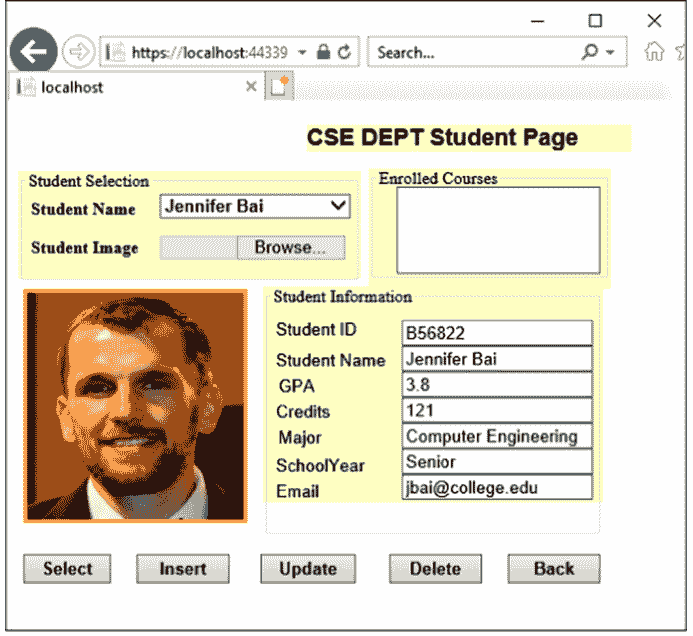 https://localhost:44339
Search...
localhost
CSE DEPT Student Page
Student Selection
Student Name
Jennifer Bai
Student Image
Browse...
Enrolled Courses
Student Information
Student ID
B56822
Student Name
Jennifer Bai
GPA
3.8
Credits
121
Major
Computer Engineering
SchoolYear
Senior
Email
jbai@college.edu
Select
Insert
Update
Delete
Back